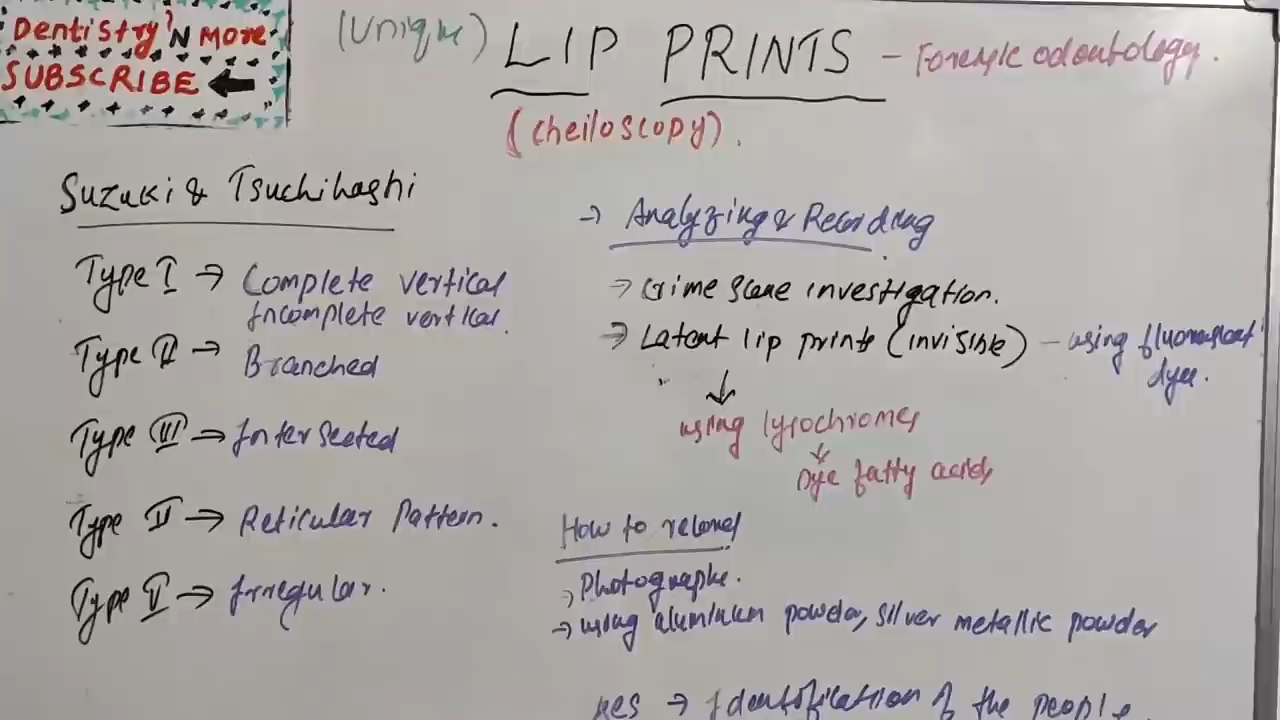 Dentistry'N More
SUBSCRIBE
(Unique) LIP PRINTS - Forensic odontology.
(cheiloscopy).
Suzuki & Tsuchihashi
Type I → Complete vertical
Incomplete vertical.
Type II → Branched
Type III → Intersected
Type IV → Reticular Pattern.
Type V → Irregular.
→ Analyzing & Recording
→ Crime scene investigation.
→ Latent lip prints (invisible) - using fluorescent
dye.
using lysochromes
Dye fatty acids
How to record
→ Photographs.
→ using aluminium powder, silver metallic powder
→ Identification of the people